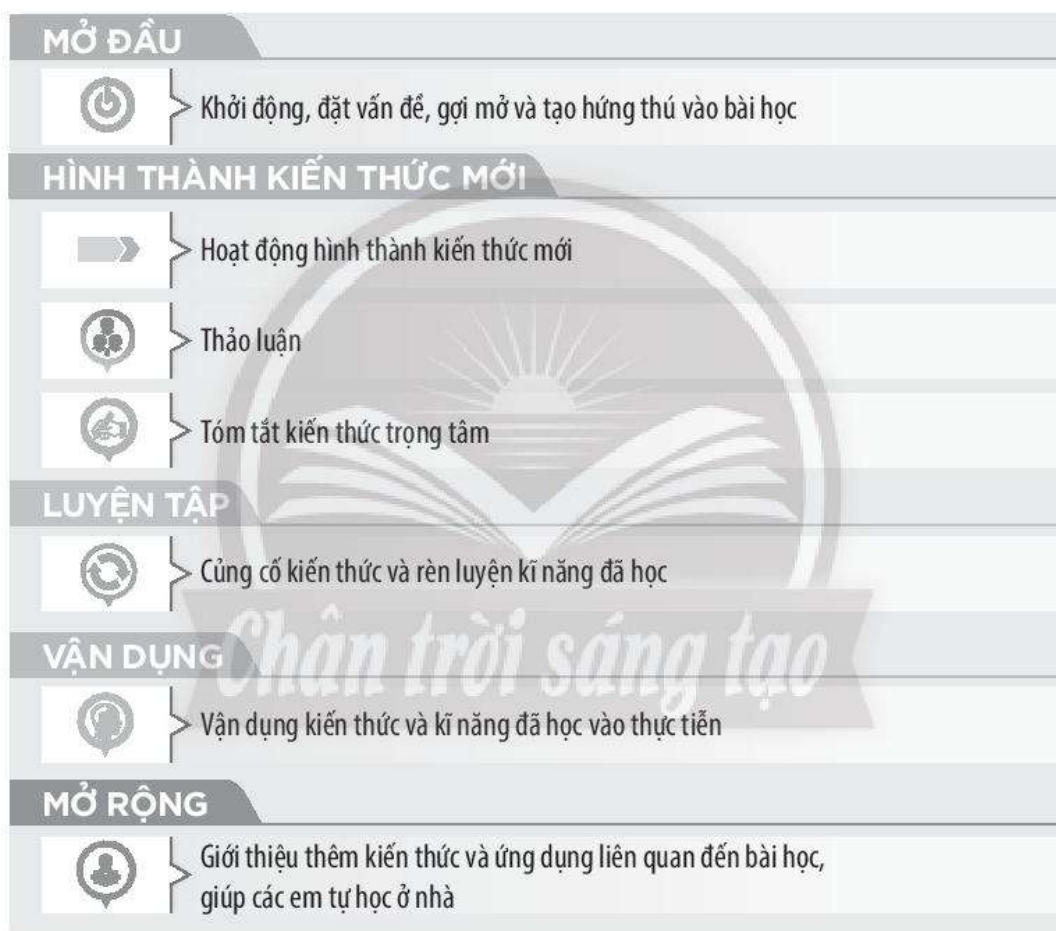 MỞ ĐẦU
Khởi động, đặt vấn đề, gợi mở và tạo hứng thú vào bài học
HÌNH THÀNH KIẾN THỨC MỚI
Hoạt động hình thành kiến thức mới
Thảo luận
Tóm tắt kiến thức trọng tâm
LUYỆN TẬP
Củng cố kiến thức và rèn luyện kĩ năng đã học
Chân trời sáng tạo
VẬN DỤNG
Vận dụng kiến thức và kĩ năng đã học vào thực tiễn
MỞ RỘNG
Giới thiệu thêm kiến thức và ứng dụng liên quan đến bài học,
giúp các em tự học ở nhà